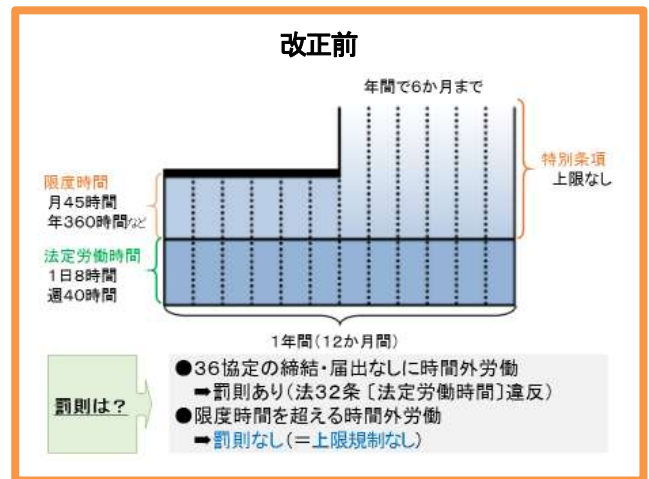 改正前
年間で6か月まで
特別条項
上限なし
限度時間
月45時間
年360時間など
法定労働時間
1日8時間
週40時間
1年間(12か月間)
罰則は?
●36協定の締結・届出なしに時間外労働
➡罰則あり(法32条〔法定労働時間〕違反)
●限度時間を超える時間外労働
➡罰則なし(=上限規制なし)